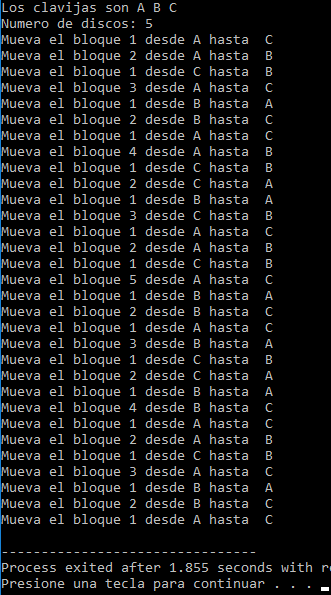 Los clavijas son A B C
Numero de discos: 5
Mueva el bloque 1 desde A hasta  C
Mueva el bloque 2 desde A hasta  B
Mueva el bloque 1 desde C hasta  B
Mueva el bloque 3 desde A hasta  C
Mueva el bloque 1 desde B hasta  A
Mueva el bloque 2 desde B hasta  C
Mueva el bloque 1 desde A hasta  C
Mueva el bloque 4 desde A hasta  B
Mueva el bloque 1 desde C hasta  B
Mueva el bloque 2 desde C hasta  A
Mueva el bloque 1 desde B hasta  A
Mueva el bloque 3 desde C hasta  B
Mueva el bloque 1 desde A hasta  C
Mueva el bloque 2 desde A hasta  B
Mueva el bloque 1 desde C hasta  B
Mueva el bloque 5 desde A hasta  C
Mueva el bloque 1 desde B hasta  A
Mueva el bloque 2 desde B hasta  C
Mueva el bloque 1 desde A hasta  C
Mueva el bloque 3 desde B hasta  A
Mueva el bloque 1 desde C hasta  B
Mueva el bloque 2 desde C hasta  A
Mueva el bloque 1 desde B hasta  A
Mueva el bloque 4 desde B hasta  C
Mueva el bloque 1 desde A hasta  C
Mueva el bloque 2 desde A hasta  B
Mueva el bloque 1 desde C hasta  B
Mueva el bloque 3 desde A hasta  C
Mueva el bloque 1 desde B hasta  A
Mueva el bloque 2 desde B hasta  C
Mueva el bloque 1 desde A hasta  C
--------------------------------
Process exited after 1.855 seconds with
Presione una tecla para continuar . . .